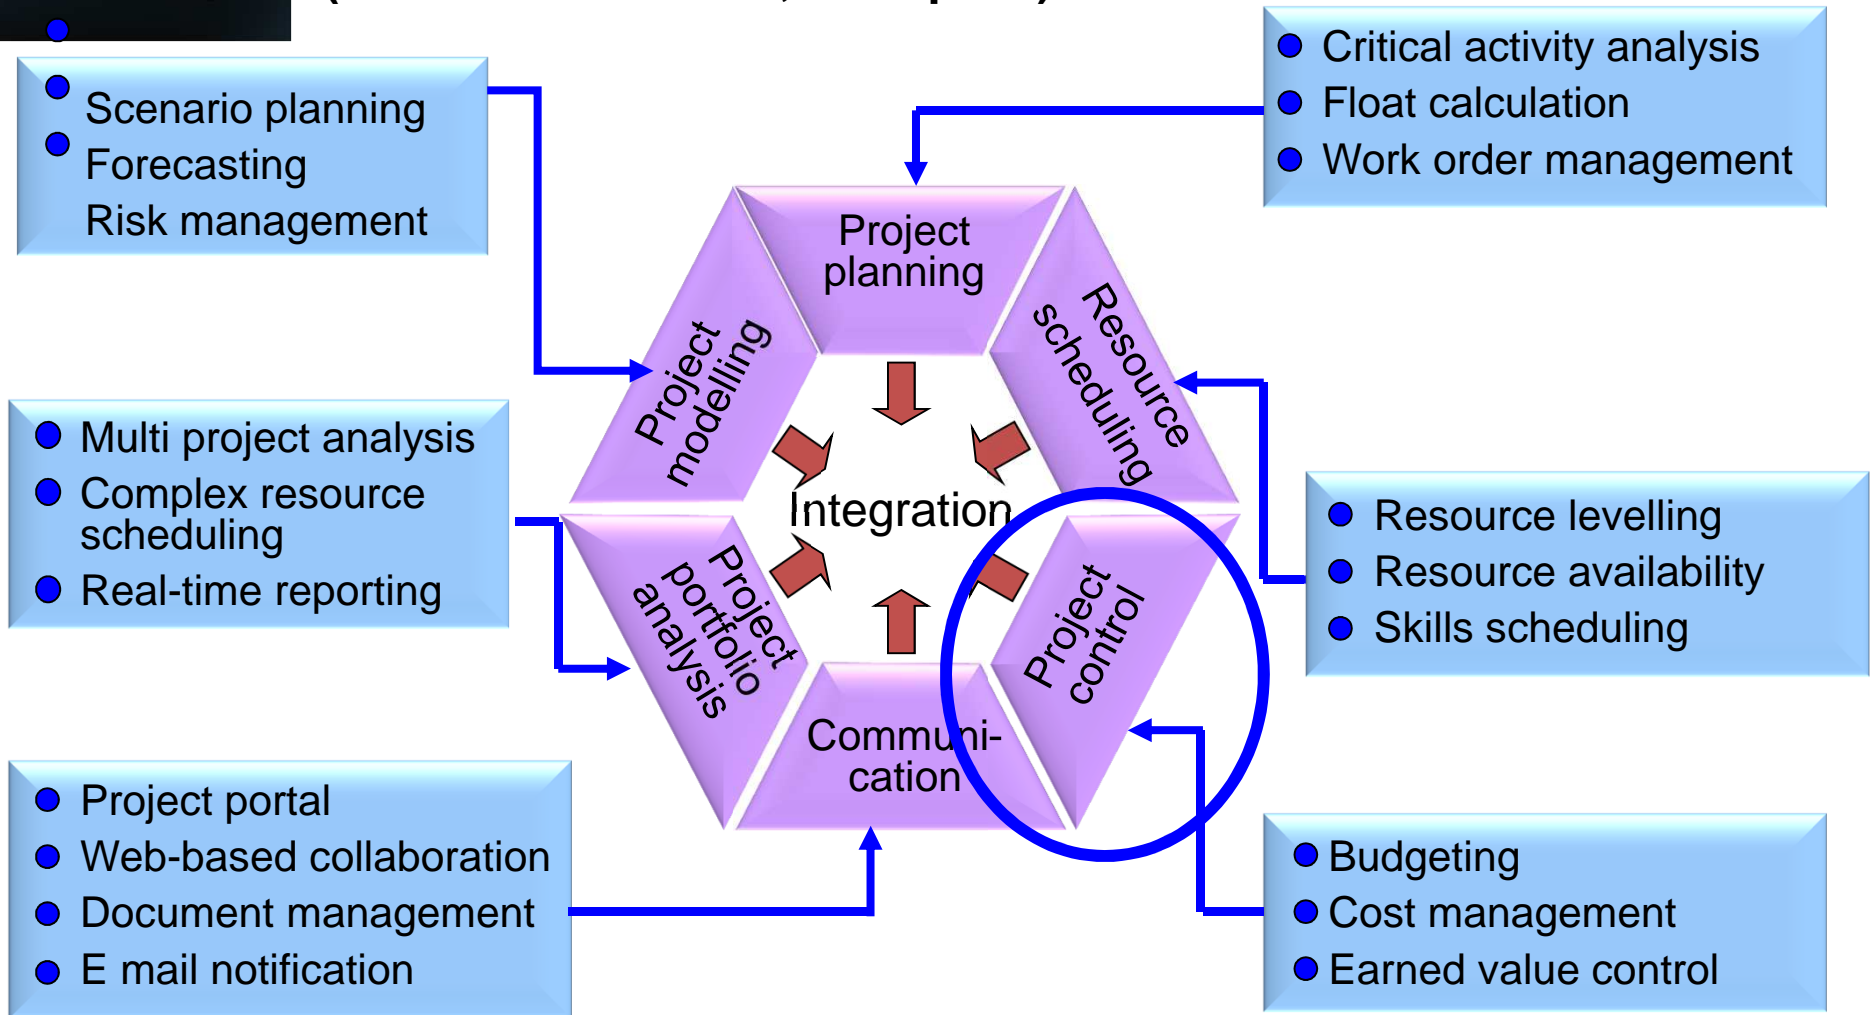 Scenario planning
Forecasting
Risk management
Critical activity analysis
Float calculation
Work order management
Project
planning
Resource
scheduling
Project
modelling
Multi project analysis
Complex resource
scheduling
Real-time reporting
Integration
Resource levelling
Resource availability
Skills scheduling
Project
portfolio
analysis
Project
control
Communi-
cation
Project portal
Web-based collaboration
Document management
E mail notification
Budgeting
Cost management
Earned value control